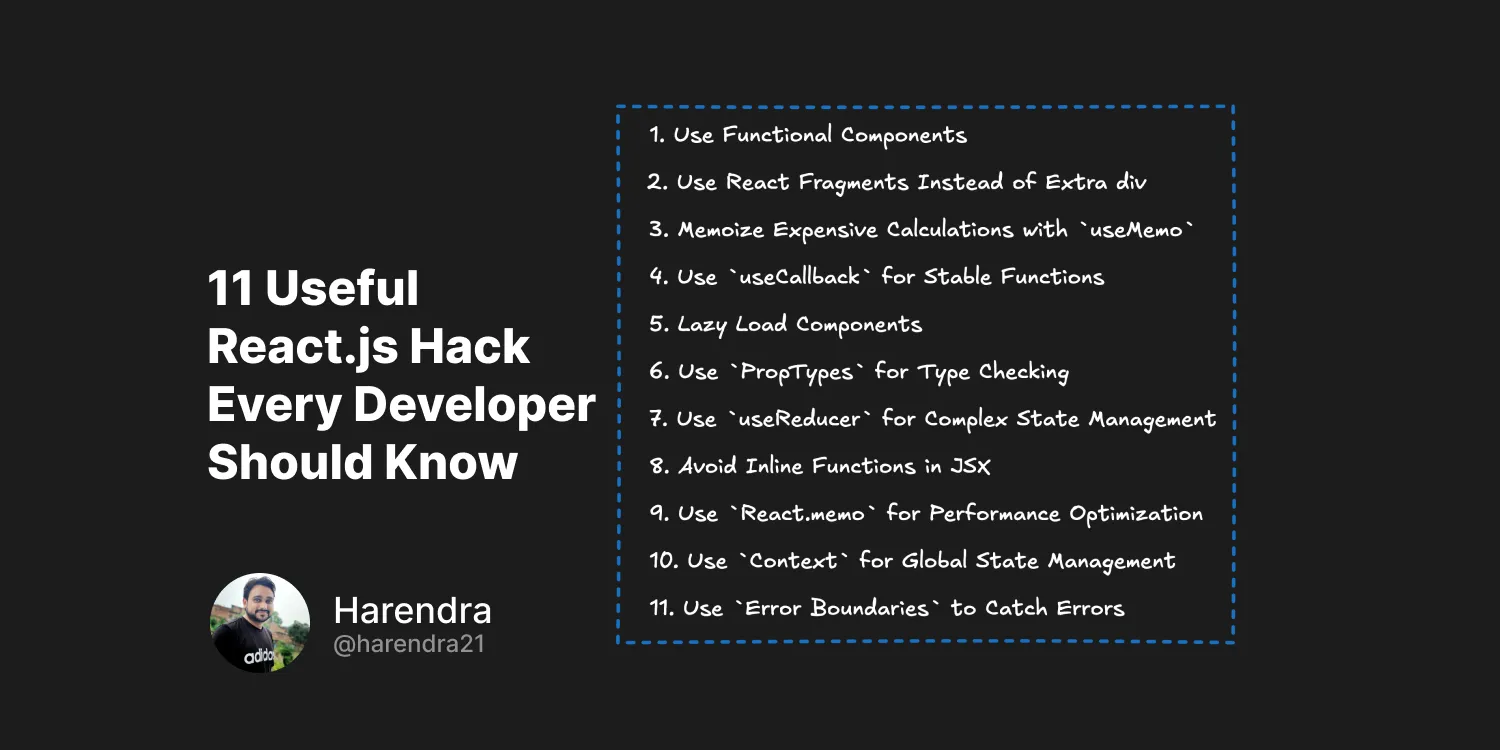 11 Useful
React.js Hack
Every Developer
Should Know
Harendra
@harendra21
adidas
1. Use Functional Components
2. Use React Fragments Instead of Extra div
3. Memoize Expensive Calculations with `useMemo`
4. Use `useCallback` for Stable Functions
5. Lazy Load Components
6. Use `PropTypes` for Type Checking
7. Use `useReducer` for Complex State Management
8. Avoid Inline Functions in JSX
9. Use `React.memo` for Performance Optimization
10. Use `Context` for Global State Management
11. Use `Error Boundaries` to Catch Errors